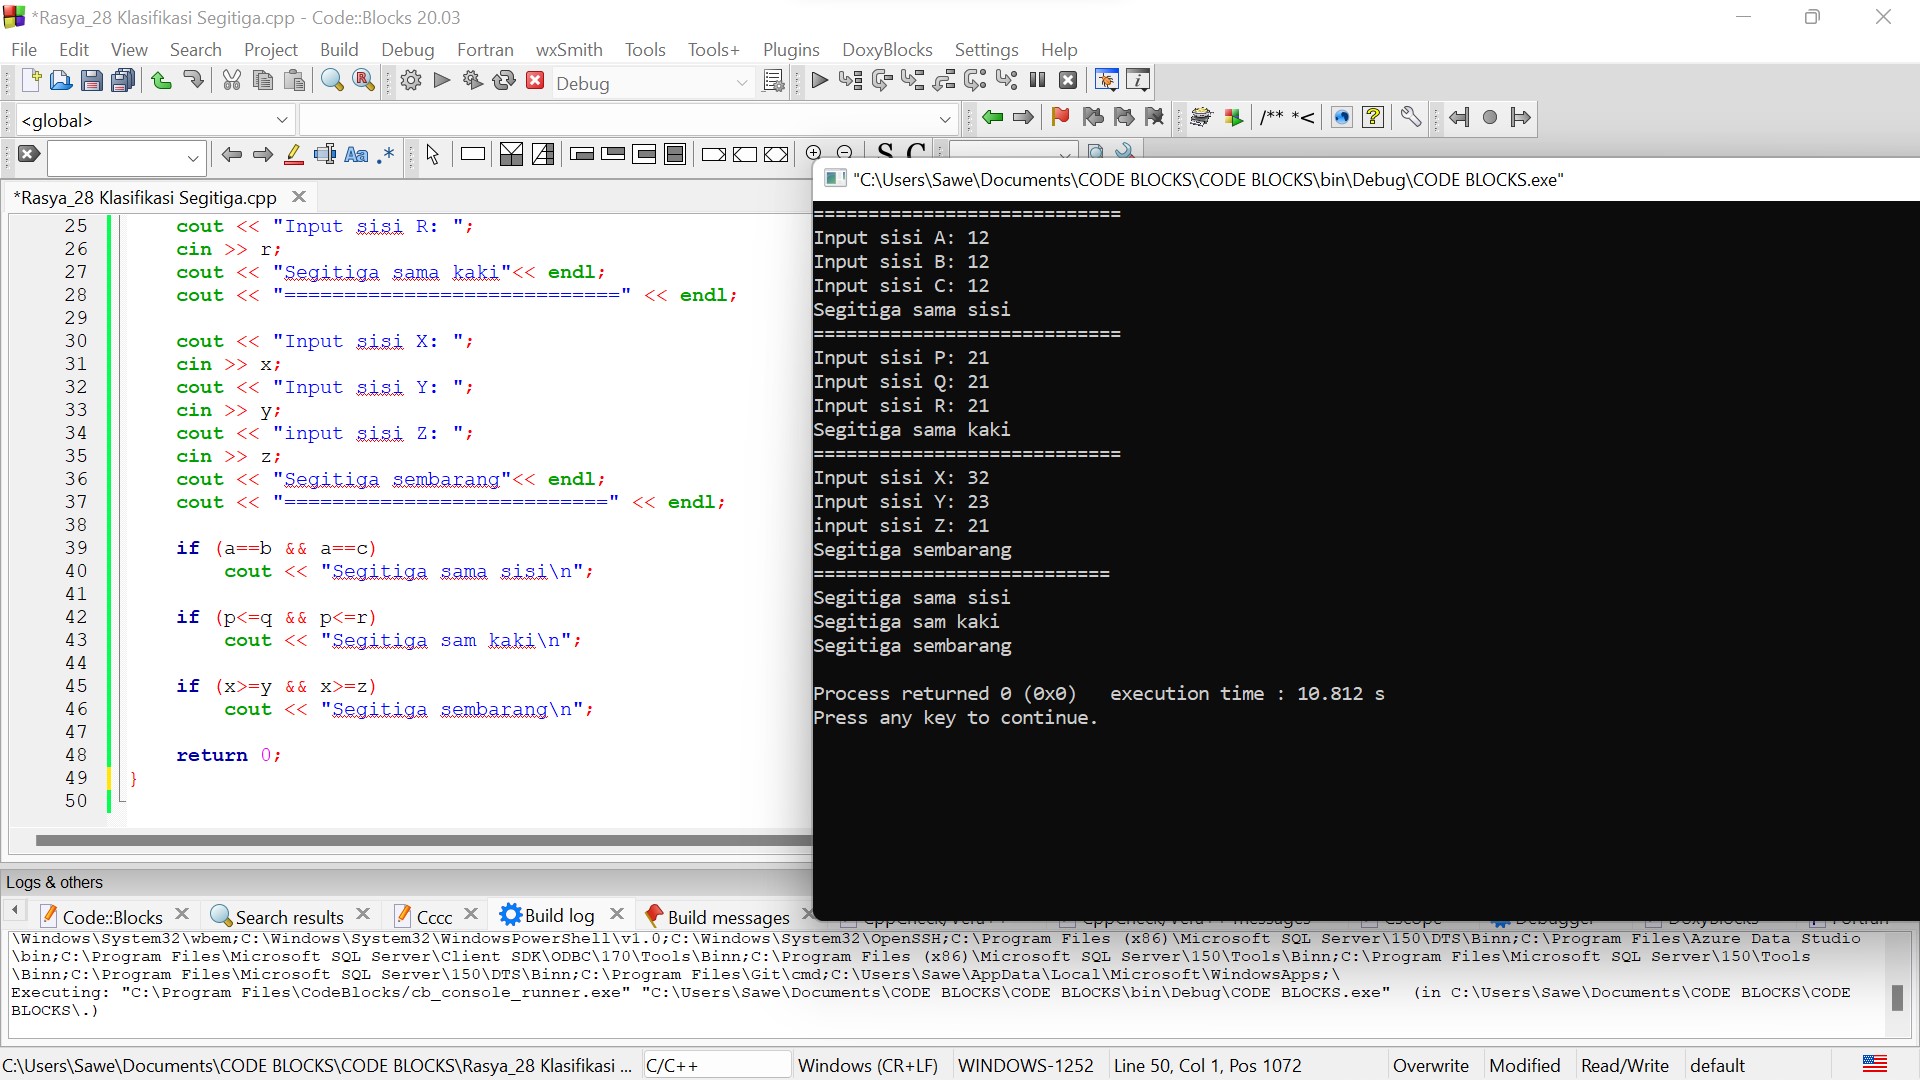 *Rasya_28 Klasifikasi Segitiga.cpp - Code::Blocks 20.03
File Edit View Search Project Build Debug Fortran wxSmith Tools Tools+ Plugins DoxyBlocks Settings Help
Debug
<global>
/** *<
Aa .*
S C
*Rasya_28 Klasifikasi Segitiga.cpp
25 cout << "Input sisi R: ";
26 cin >> r;
27 cout << "Segitiga sama kaki"<< endl;
28 cout << "============================" << endl;
29
30 cout << "Input sisi X: ";
31 cin >> x;
32 cout << "Input sisi Y: ";
33 cin >> y;
34 cout << "input sisi Z: ";
35 cin >> z;
36 cout << "Segitiga sembarang"<< endl;
37 cout << "===========================" << endl;
38
39 if (a==b && a==c)
40 cout << "Segitiga sama sisi\n";
41
42 if (p<=q && p<=r)
43 cout << "Segitiga sam kaki\n";
44
45 if (x>=y && x>=z)
46 cout << "Segitiga sembarang\n";
47
48 return 0;
49 }
50
"C:\Users\Sawe\Documents\CODE BLOCKS\CODE BLOCKS\bin\Debug\CODE BLOCKS.exe"
============================
Input sisi A: 12
Input sisi B: 12
Input sisi C: 12
Segitiga sama sisi
============================
Input sisi P: 21
Input sisi Q: 21
Input sisi R: 21
Segitiga sama kaki
============================
Input sisi X: 32
Input sisi Y: 23
input sisi Z: 21
Segitiga sembarang
===========================
Segitiga sama sisi
Segitiga sam kaki
Segitiga sembarang
Process returned 0 (0x0) execution time : 10.812 s
Press any key to continue.
Logs & others
Code::Blocks Search results Cccc Build log Build messages
\Windows\System32\wbem;C:\Windows\System32\WindowsPowerShell\v1.0;C:\Windows\System32\OpenSSH;C:\Program Files (x86)\Microsoft SQL Server\150\DTS\Binn;C:\Program Files\Azure Data Studio
\bin;C:\Program Files\Microsoft SQL Server\Client SDK\ODBC\170\Tools\Binn;C:\Program Files (x86)\Microsoft SQL Server\150\Tools\Binn;C:\Program Files\Microsoft SQL Server\150\Tools
\Binn;C:\Program Files\Microsoft SQL Server\150\DTS\Binn;C:\Program Files\Git\cmd;C:\Users\Sawe\AppData\Local\Microsoft\WindowsApps;\
Executing: "C:\Program Files\CodeBlocks/cb_console_runner.exe" "C:\Users\Sawe\Documents\CODE BLOCKS\CODE BLOCKS\bin\Debug\CODE BLOCKS.exe" (in C:\Users\Sawe\Documents\CODE BLOCKS\CODE
BLOCKS\.)
C:\Users\Sawe\Documents\CODE BLOCKS\CODE BLOCKS\Rasya_28 Klasifikasi ... C/C++ Windows (CR+LF) WINDOWS-1252 Line 50, Col 1, Pos 1072 Overwrite Modified Read/Write default